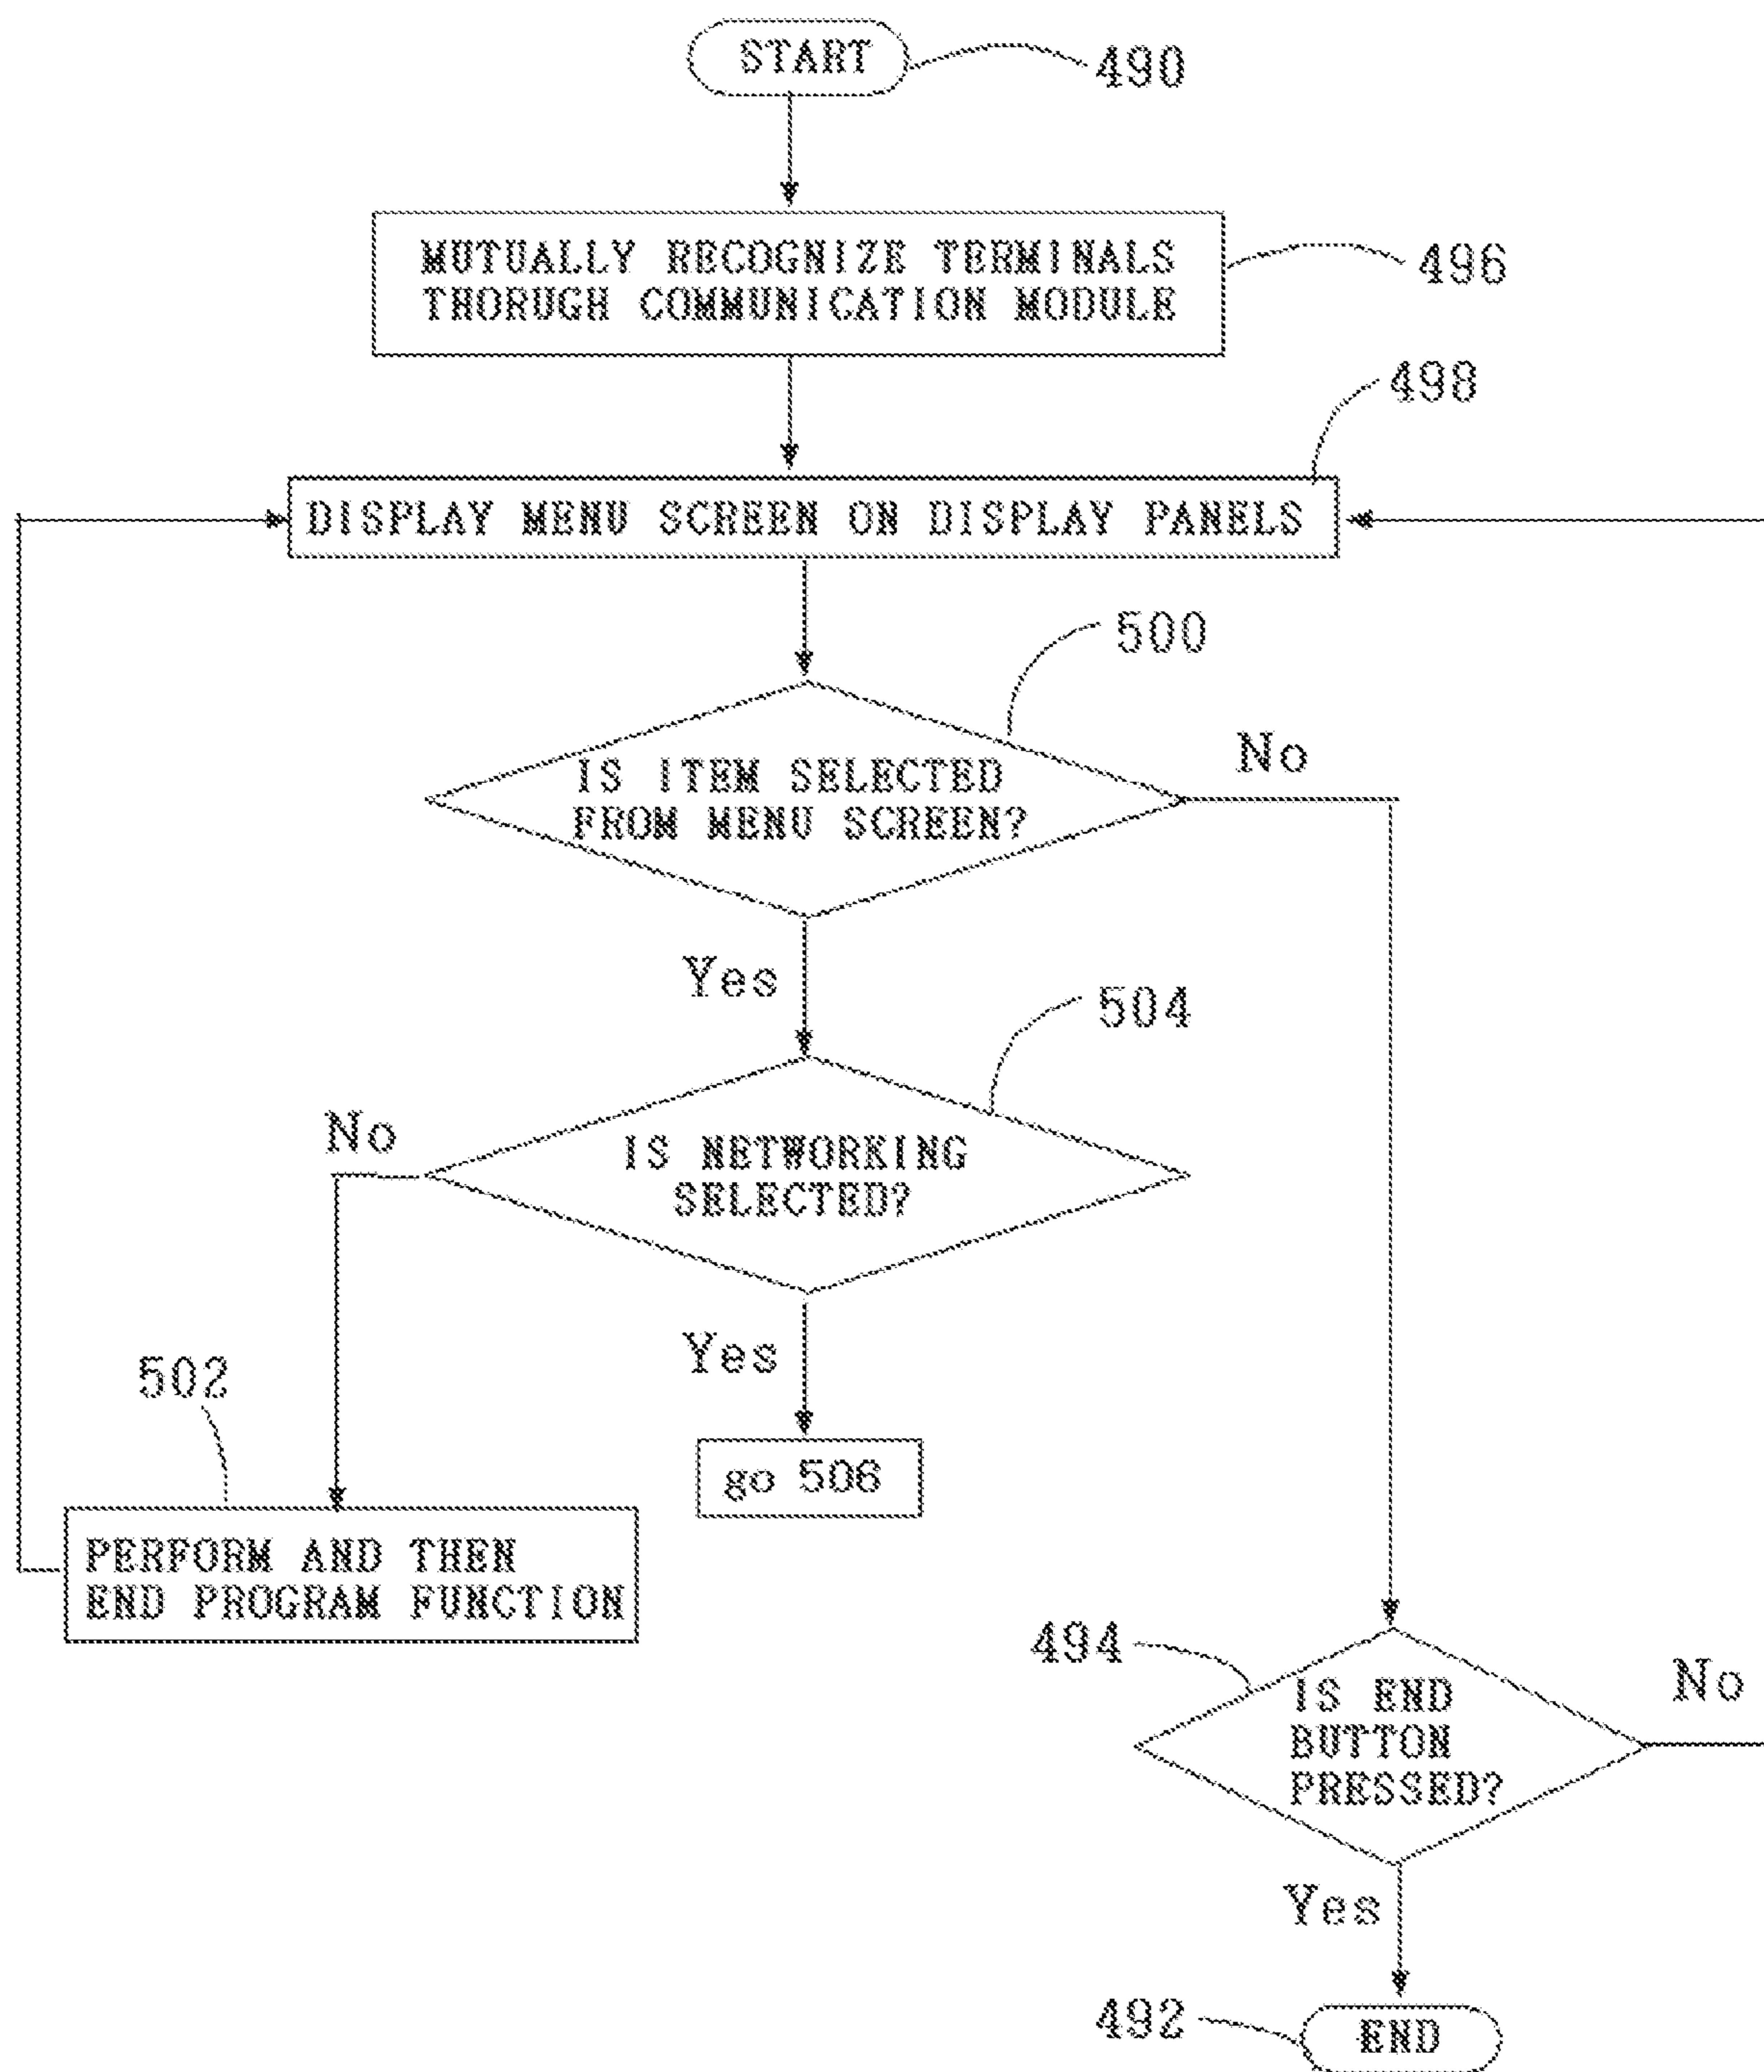 START
490
MUTUALLY RECOGNIZE TERMINALS
THORUGH COMMUNICATION MODULE
496
498
DISPLAY MENU SCREEN ON DISPLAY PANELS
500
IS ITEM SELECTED
FROM MENU SCREEN?
No
Yes
504
No
IS NETWORKING
SELECTED?
Yes
502
go 506
PERFORM AND THEN
END PROGRAM FUNCTION
494
IS END
BUTTON
PRESSED?
No
Yes
492
END